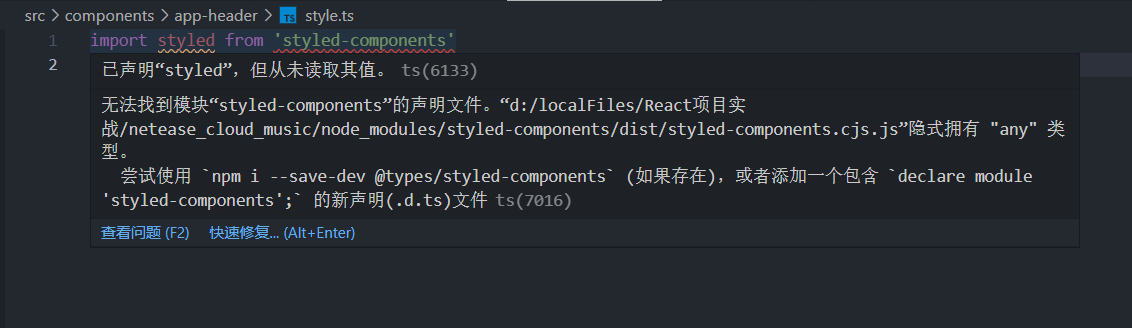 src > components > app-header > TS style.ts
1 import styled from 'styled-components'
2
已声明“styled”，但从未读取其值。 ts(6133)
无法找到模块“styled-components”的声明文件。“d:/localFiles/React项目实
战/netease_cloud_music/node_modules/styled-components/dist/styled-components.cjs.js”隐式拥有 "any" 类
型。
尝试使用 `npm i --save-dev @types/styled-components` (如果存在)，或者添加一个包含 `declare module
'styled-components';` 的新声明(.d.ts)文件 ts(7016)
查看问题 (F2) 快速修复... (Alt+Enter)